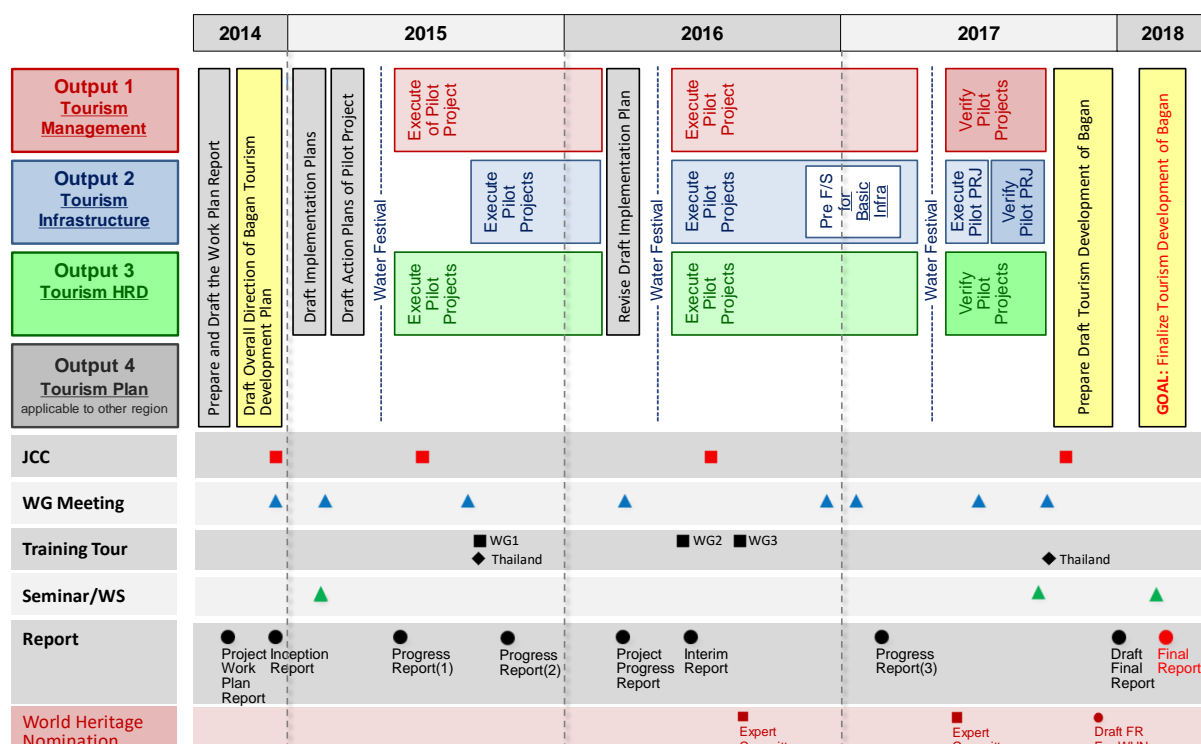 2014
2015
2016
2017
2018
Output 1
Tourism
Management
Output 2
Tourism
Infrastructure
Output 3
Tourism HRD
Output 4
Tourism Plan
applicable to other region
Prepare and Draft the Work Plan Report
Draft Overall Direction of Bagan Tourism
Development Plan
Draft Implementation Plans
Draft Action Plans of Pilot Project
Water Festival
Execute
of Pilot
Project
Execute
Pilot
Projects
Execute
Pilot
Projects
Revise Draft Implementation Plan
Water Festival
Execute
Pilot
Project
Execute
Pilot
Projects
Pre F/S
for
Basic
Infra
Execute
Pilot
Projects
Water Festival
Verify
Pilot
Projects
Execute
Pilot PRJ
Verify
Pilot PRJ
Verify
Pilot
Projects
Prepare Draft Tourism Development of Bagan
GOAL: Finalize Tourism Development of Bagan
JCC
WG Meeting
Training Tour
WG1
WG2
WG3
Thailand
Thailand
Seminar/WS
Report
Project
Work
Plan
Report
Inception
Report
Progress
Report(1)
Progress
Report(2)
Project
Progress
Report
Interim
Report
Progress
Report(3)
Draft
Final
Report
Final
Report
World Heritage
Nomination
Expert
Expert
Draft FR